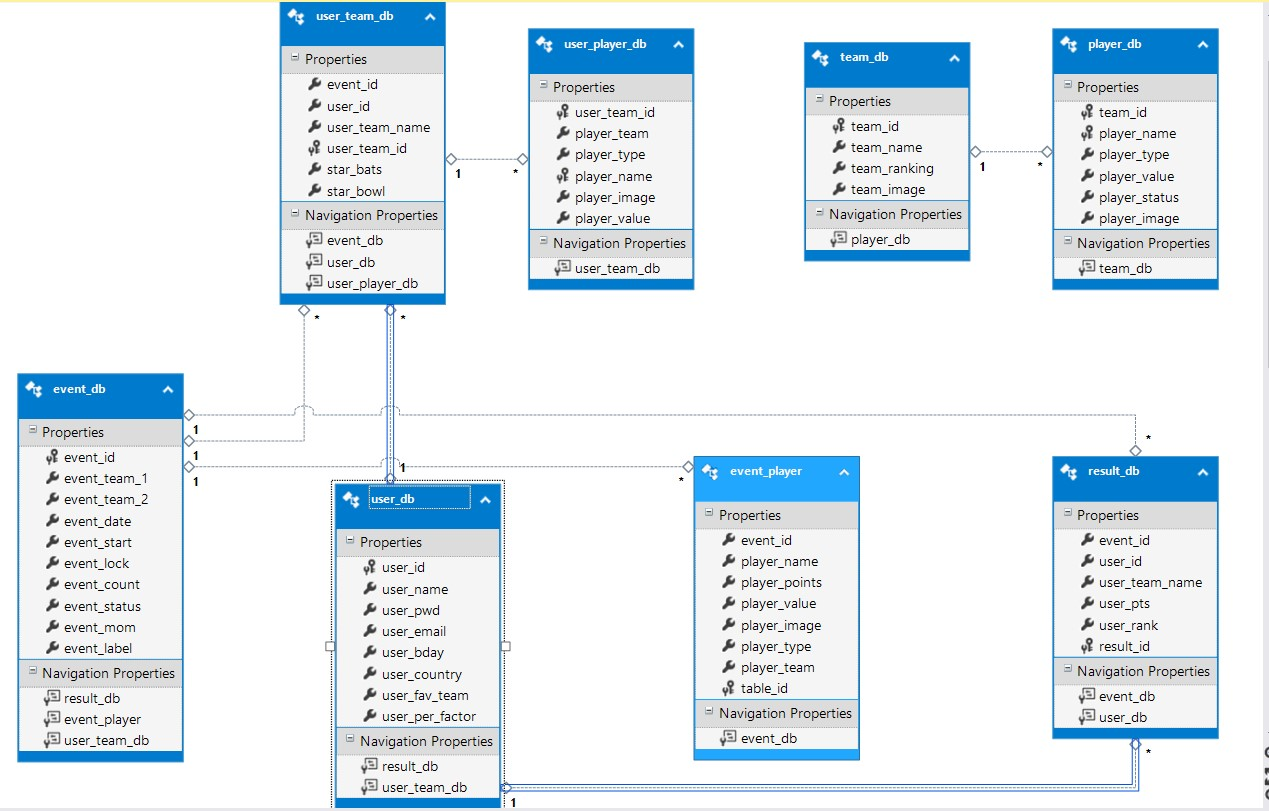 user_team_db
Properties
event_id
user_id
user_team_name
user_team_id
star_bats
star_bowl
Navigation Properties
event_db
user_db
user_player_db
user_player_db
Properties
user_team_id
player_team
player_type
player_name
player_image
player_value
Navigation Properties
user_team_db
team_db
Properties
team_id
team_name
team_ranking
team_image
Navigation Properties
player_db
player_db
Properties
team_id
player_name
player_type
player_value
player_status
player_image
Navigation Properties
team_db
1
*
1
*
*
*
event_db
Properties
event_id
event_team_1
event_team_2
event_date
event_start
event_lock
event_count
event_status
event_mom
event_label
Navigation Properties
result_db
event_player
user_team_db
1
1
1
1
*
*
user_db
Properties
user_id
user_name
user_pwd
user_email
user_bday
user_country
user_fav_team
user_per_factor
Navigation Properties
result_db
user_team_db
event_player
Properties
event_id
player_name
player_points
player_value
player_image
player_type
player_team
table_id
Navigation Properties
event_db
result_db
Properties
event_id
user_id
user_team_name
user_pts
user_rank
result_id
Navigation Properties
event_db
user_db
*
1